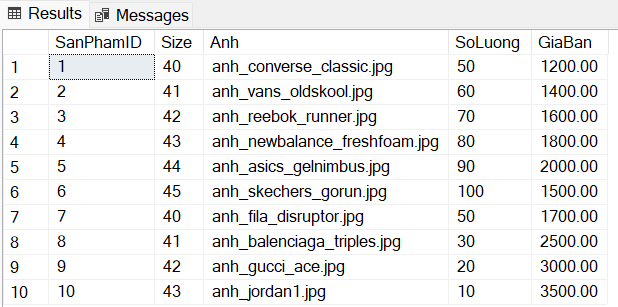 Results Messages
SanPhamID Size Anh SoLuong GiaBan
1 1 40 anh_converse_classic.jpg 50 1200.00
2 2 41 anh_vans_oldskool.jpg 60 1400.00
3 3 42 anh_reebok_runner.jpg 70 1600.00
4 4 43 anh_newbalance_freshfoam.jpg 80 1800.00
5 5 44 anh_asics_gelnimbus.jpg 90 2000.00
6 6 45 anh_skechers_gorun.jpg 100 1500.00
7 7 40 anh_fila_disruptor.jpg 50 1700.00
8 8 41 anh_balenciaga_triples.jpg 30 2500.00
9 9 42 anh_gucci_ace.jpg 20 3000.00
10 10 43 anh_jordan1.jpg 10 3500.00